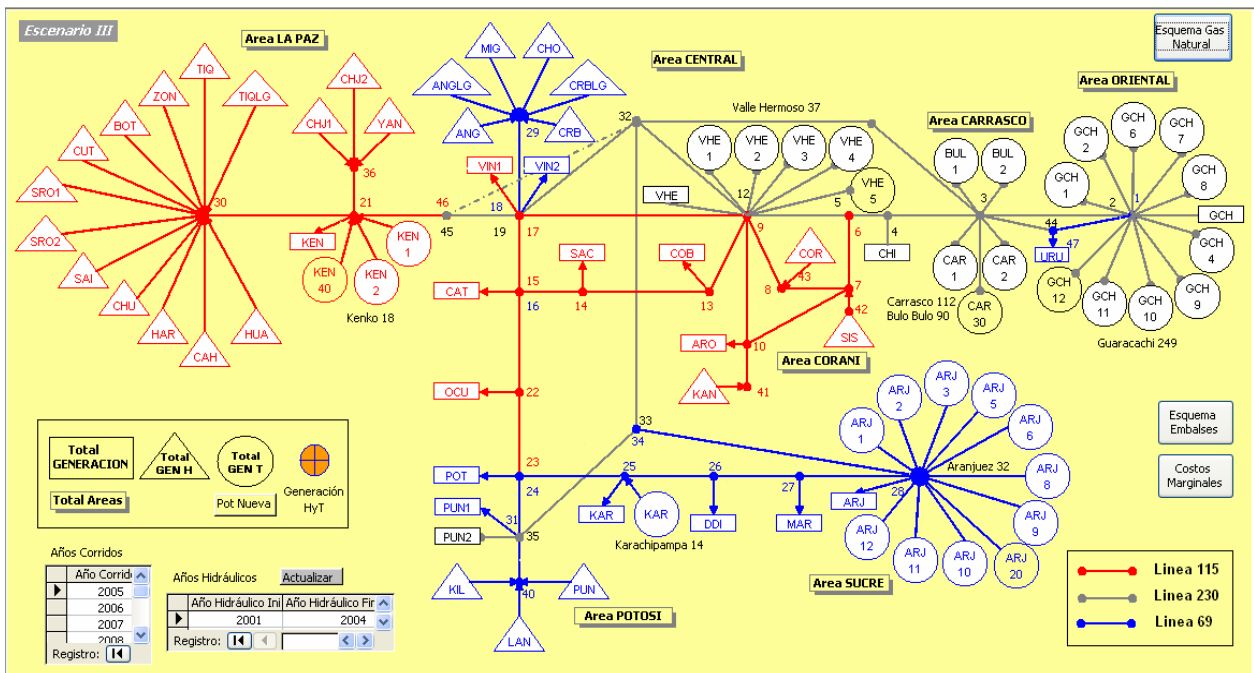 Escenario III
Area LA PAZ
TIQ
ZON
TIQLG
BOT
CUT
SRO1
SRO2
SAI
CHU
HAR
CAH
HUA
30
CHJ2
CHJ1
YAN
36
21
46
45
KEN
KEN
1
KEN
40
KEN
2
Kenko 18
MIG
CHO
ANGLG
CRBLG
ANG
CRB
29
VIN1
VIN2
18
19
17
Area CENTRAL
32
Valle Hermoso 37
VHE
1
VHE
2
VHE
3
VHE
4
VHE
5
VHE
12
9
5
6
4
CHI
Area CARRASCO
BUL
1
BUL
2
3
CAR
1
CAR
2
CAR
30
Carrasco 112
Bulo Bulo 90
Esquema Gas
Natural
Area ORIENTAL
GCH
6
GCH
2
GCH
7
GCH
1
GCH
8
GCH
2
1
44
47
URU
GCH
4
GCH
12
GCH
9
GCH
11
GCH
10
Guaracachi 249
CAT
15
16
SAC
14
COB
13
COR
43
8
7
42
SIS
ARO
10
Area CORANI
KAN
41
OCU
22
33
34
POT
23
24
PUN1
31
PUN2
35
KIL
PUN
40
LAN
Area POTOSI
25
KAR
KAR
Karachipampa 14
26
DDI
27
MAR
ARJ
28
ARJ
3
ARJ
2
ARJ
5
ARJ
1
ARJ
6
Aranjuez 32
ARJ
8
ARJ
9
ARJ
12
ARJ
11
ARJ
10
ARJ
20
Area SUCRE
Esquema
Embalses
Costos
Marginales
Total
GENERACION
Total
GEN H
Total
GEN T
Total Areas
Pot Nueva
Generación
HyT
Años Corridos
Año Corrid
2005
2006
2007
2008
Registro:
Años Hidráulicos
Actualizar
Año Hidráulico Ini
Año Hidráulico Fir
2001
2004
Registro:
Linea 115
Linea 230
Linea 69